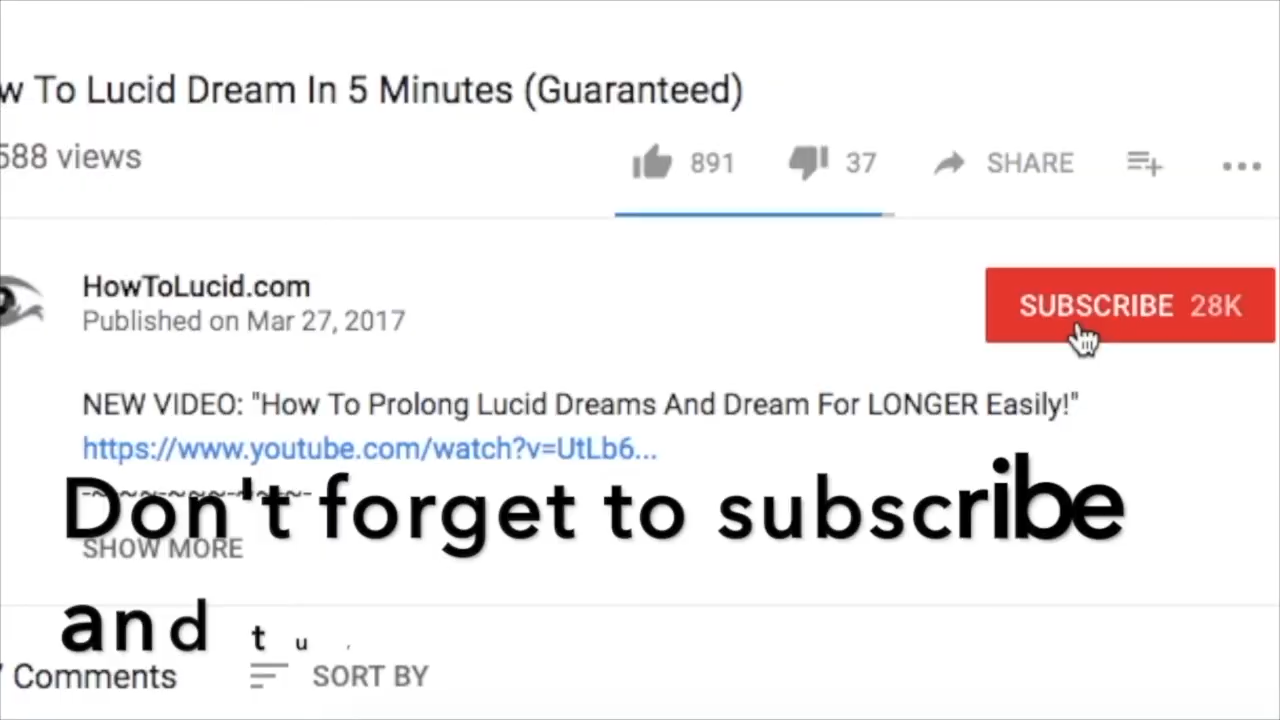 w To Lucid Dream In 5 Minutes (Guaranteed)
588 views
891 37 SHARE
HowToLucid.com
Published on Mar 27, 2017
SUBSCRIBE 28K
NEW VIDEO: "How To Prolong Lucid Dreams And Dream For LONGER Easily!"
https://www.youtube.com/watch?v=UtLb6...
-~-~~-~~~-~~-~-
Don't forget to subscribe
SHOW MORE
and tu
Comments SORT BY